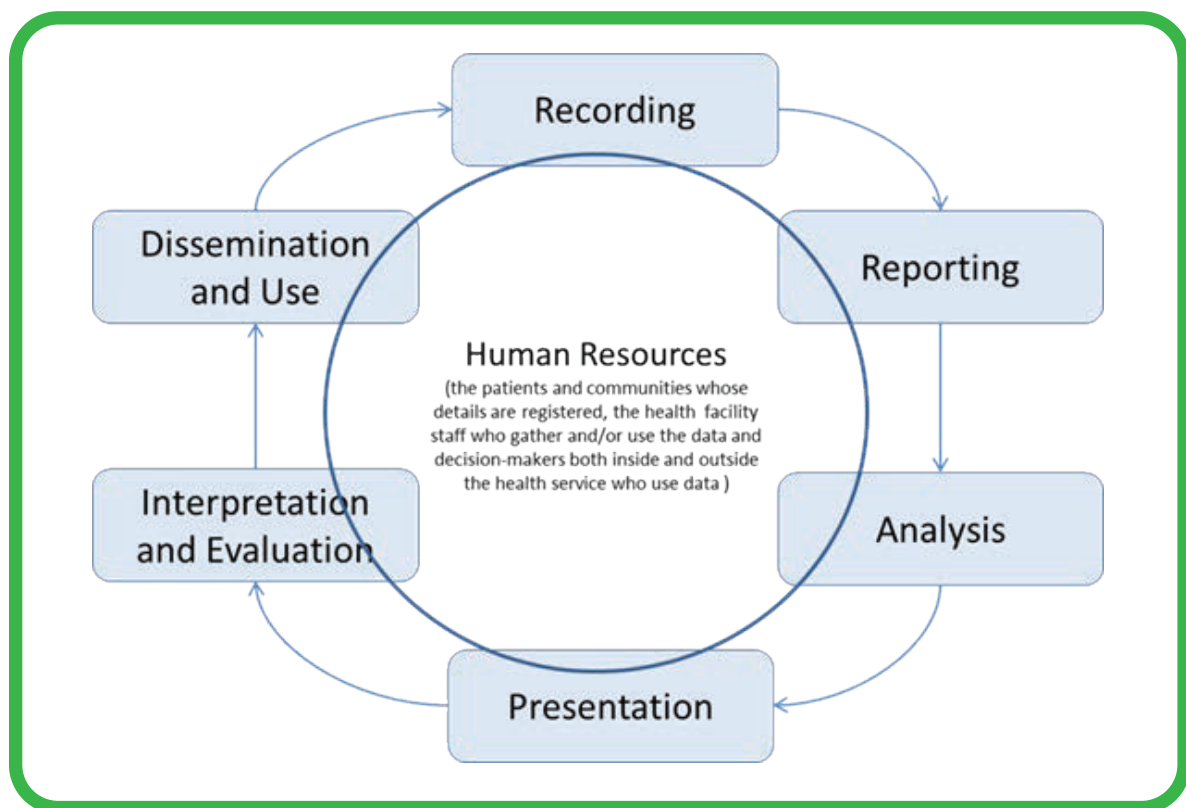 Recording
Reporting
Analysis
Presentation
Interpretation
and Evaluation
Dissemination
and Use
Human Resources
(the patients and communities whose
details are registered, the health facility
staff who gather and/or use the data and
decision-makers both inside and outside
the health service who use data )